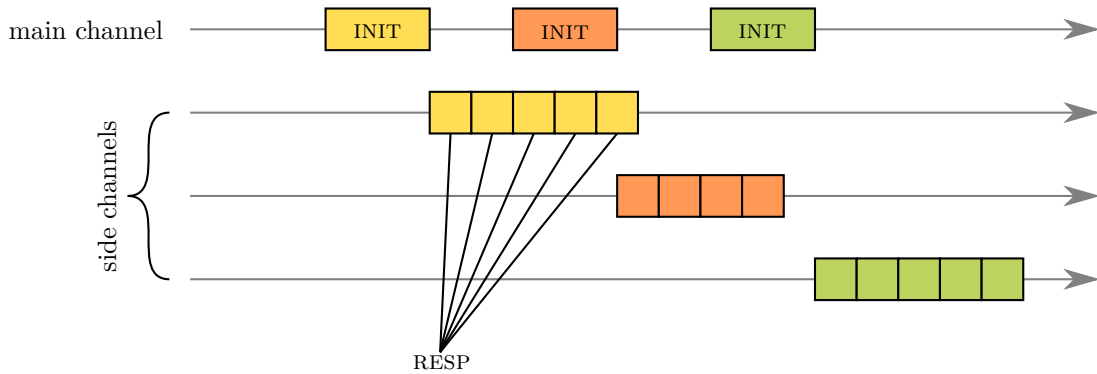 main channel
INIT
INIT
INIT
side channels
RESP